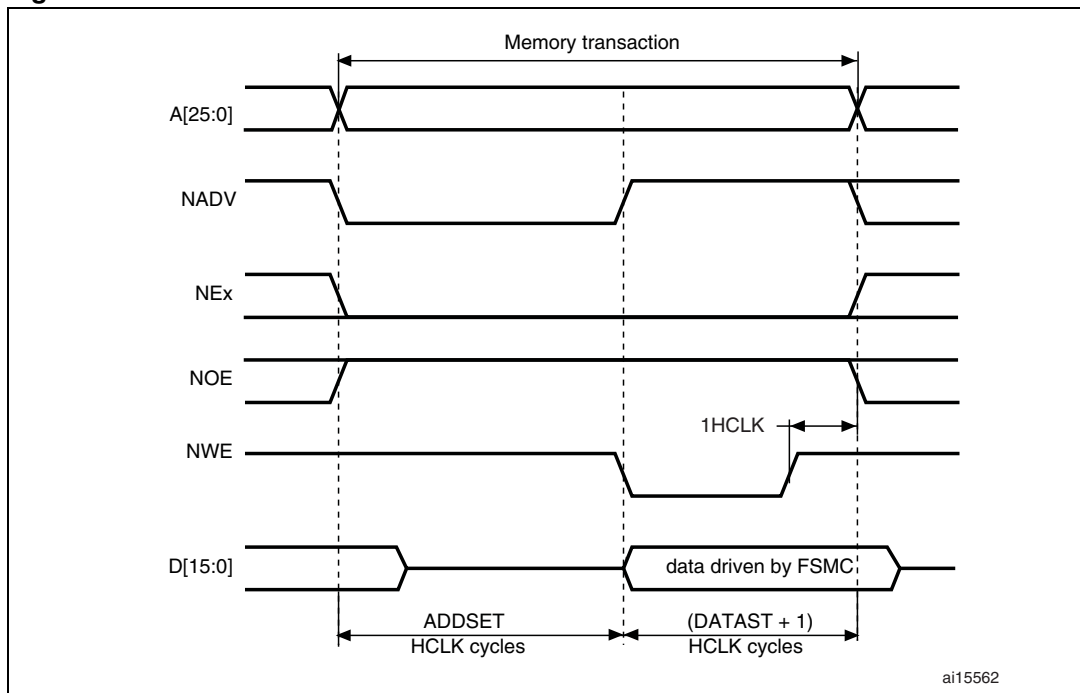 Memory transaction
A[25:0]
NADV
NEx
NOE
1HCLK
NWE
D[15:0]
data driven by FSMC
ADDSET
HCLK cycles
(DATAST + 1)
HCLK cycles
ai15562